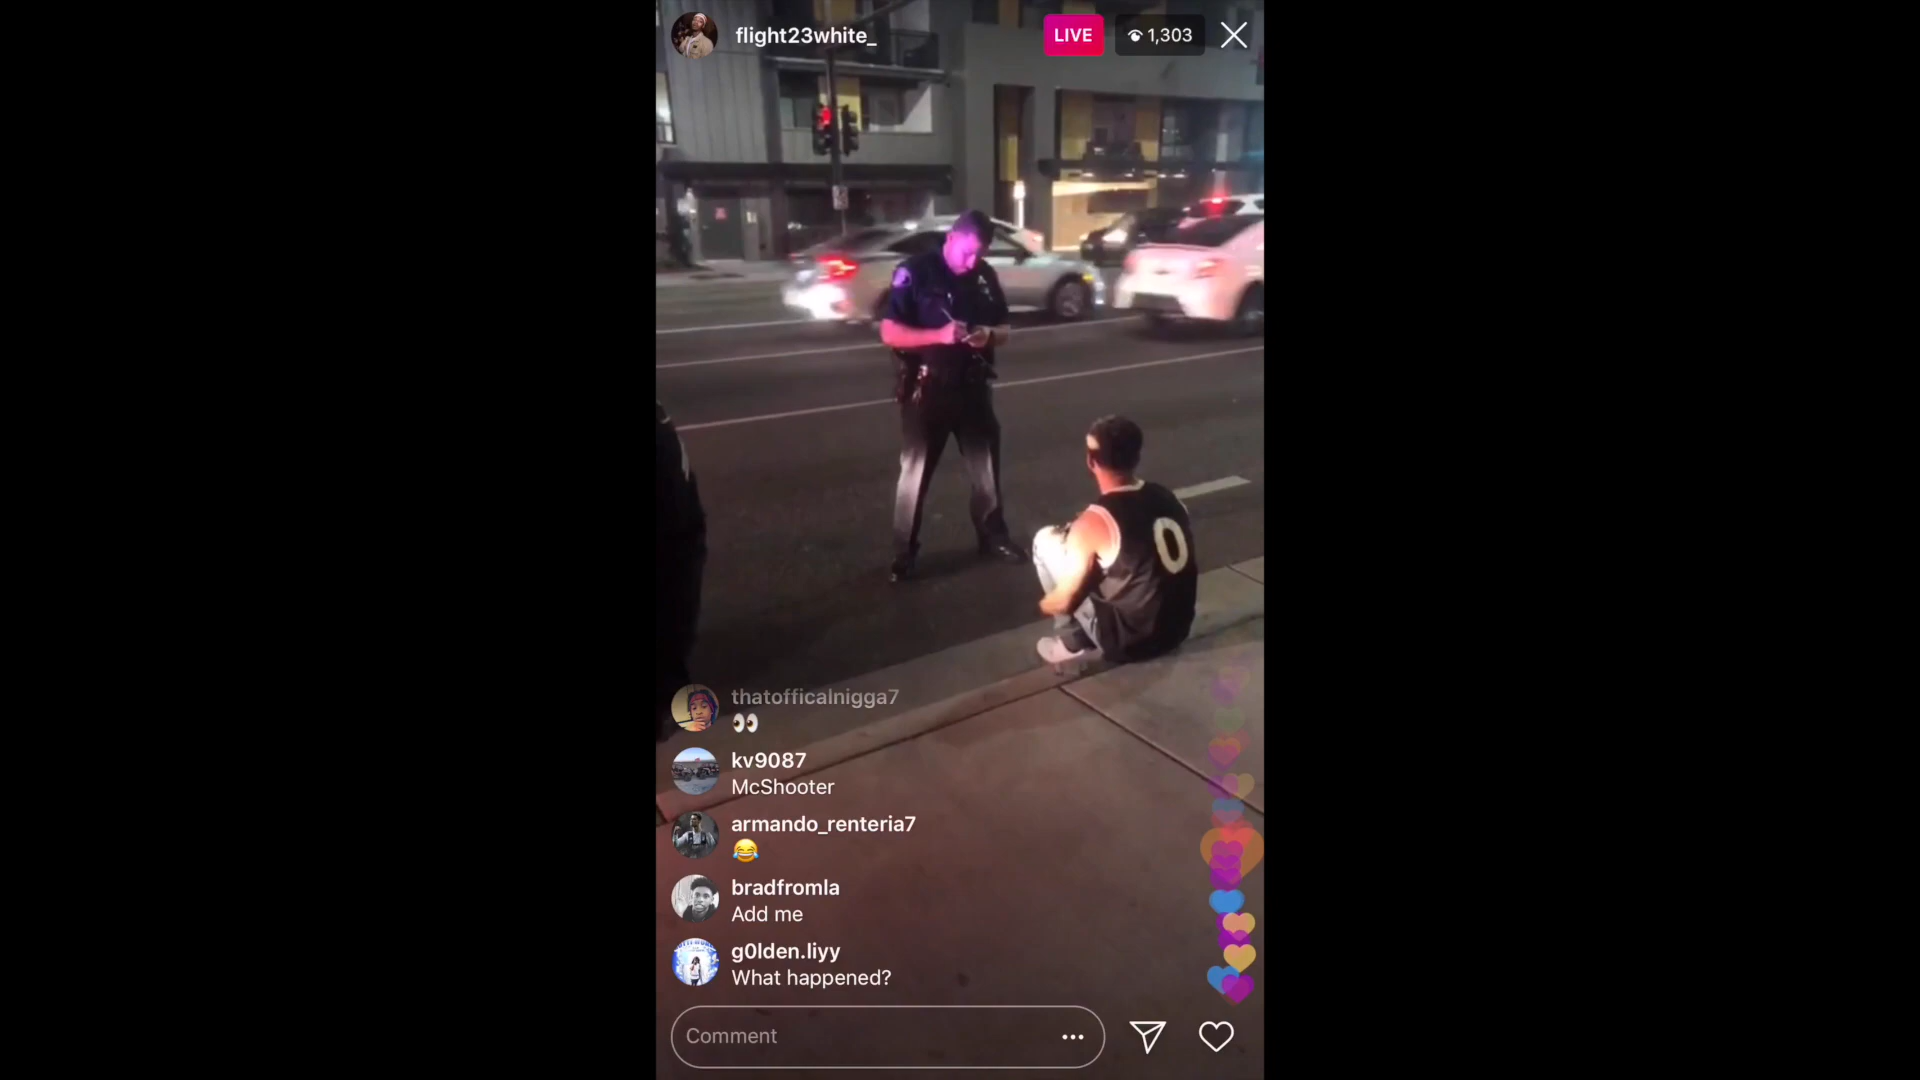 flight23white_
LIVE
1,303
0
thatofficalnigga7
👀
kv9087
McShooter
armando_renteria7
😂
bradfromla
Add me
g0lden.liyy
What happened?
Comment